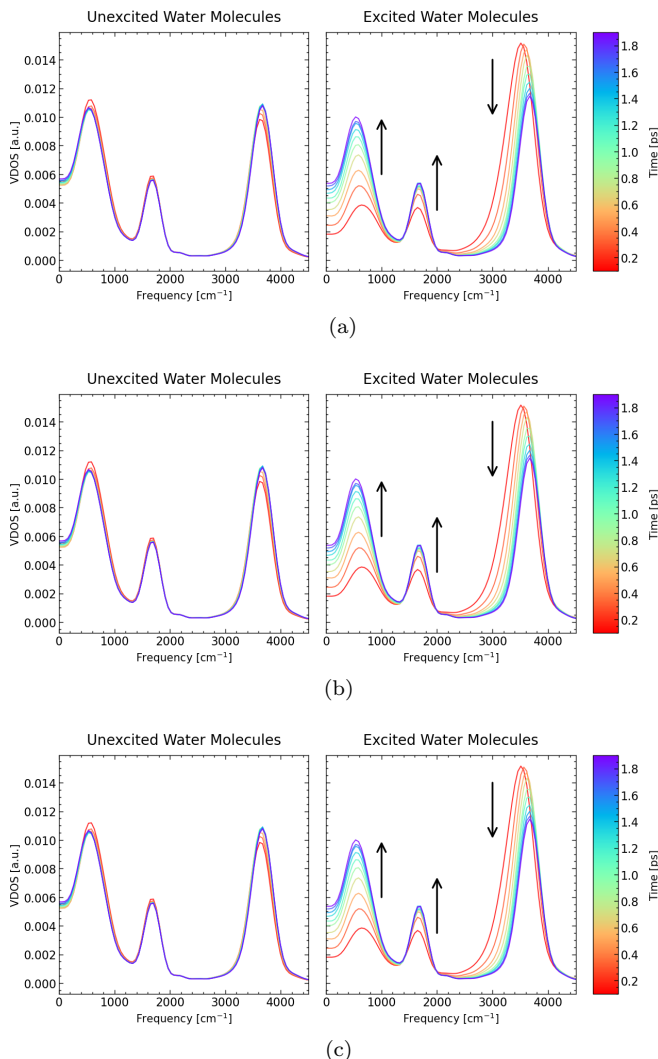 Unexcited Water Molecules
Excited Water Molecules
VDOS [a.u.]
0.014
0.012
0.010
0.008
0.006
0.004
0.002
0.000
0 1000 2000 3000 4000
0 1000 2000 3000 4000
Frequency [cm⁻¹]
Frequency [cm⁻¹]
1.8
1.6
1.4
1.2
1.0
0.8
0.6
0.4
0.2
Time [ps]
(a)
Unexcited Water Molecules
Excited Water Molecules
VDOS [a.u.]
0.014
0.012
0.010
0.008
0.006
0.004
0.002
0.000
0 1000 2000 3000 4000
0 1000 2000 3000 4000
Frequency [cm⁻¹]
Frequency [cm⁻¹]
1.8
1.6
1.4
1.2
1.0
0.8
0.6
0.4
0.2
Time [ps]
(b)
Unexcited Water Molecules
Excited Water Molecules
VDOS [a.u.]
0.014
0.012
0.010
0.008
0.006
0.004
0.002
0.000
0 1000 2000 3000 4000
0 1000 2000 3000 4000
Frequency [cm⁻¹]
Frequency [cm⁻¹]
1.8
1.6
1.4
1.2
1.0
0.8
0.6
0.4
0.2
Time [ps]
(c)